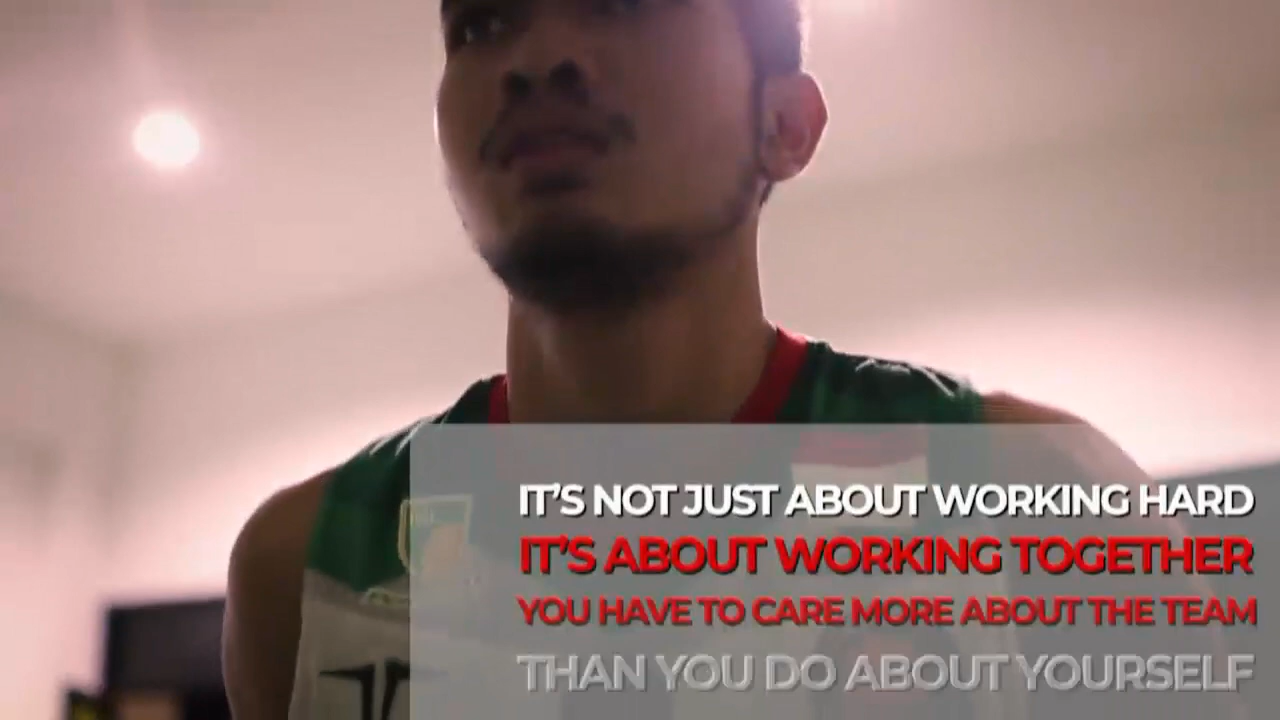 IT'S NOT JUST ABOUT WORKING HARD
IT'S ABOUT WORKING TOGETHER
YOU HAVE TO CARE MORE ABOUT THE TEAM
THAN YOU DO ABOUT YOURSELF